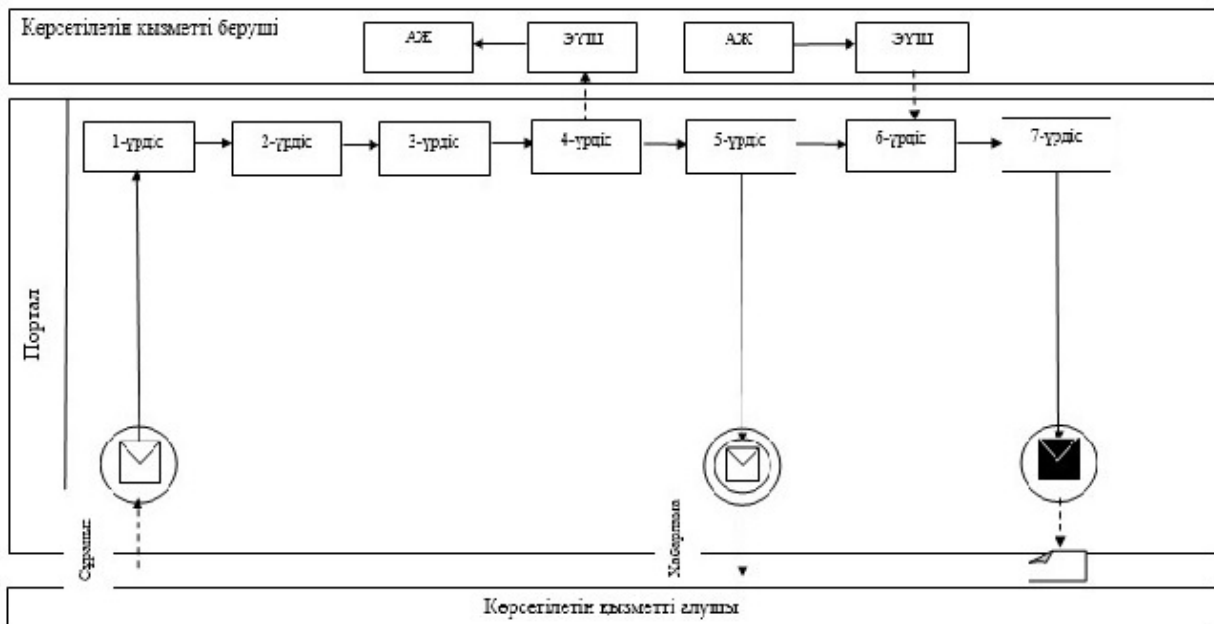 Көрсетілетін қызметті беруші
АЖ
ЭҮШ
АЖ
ЭҮШ
1-үрдіс
2-үрдіс
3-үрдіс
4-үрдіс
5-үрдіс
6-үрдіс
7-үрдіс
Портал
Сұраныс
Хабарлама
Көрсетілетін қызметті алушы